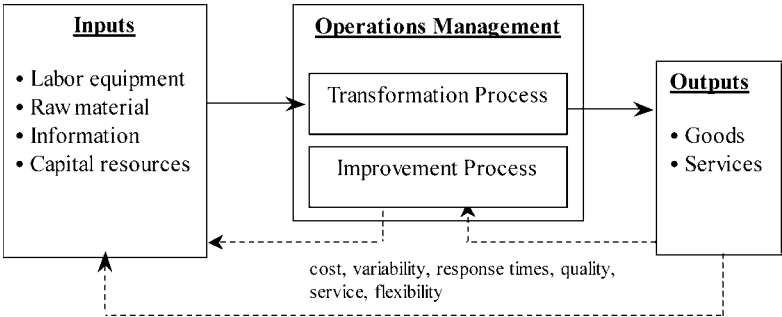 Inputs
• Labor equipment
• Raw material
• Information
• Capital resources
Operations Management
Transformation Process
Improvement Process
Outputs
• Goods
• Services
cost, variability, response times, quality,
service, flexibility